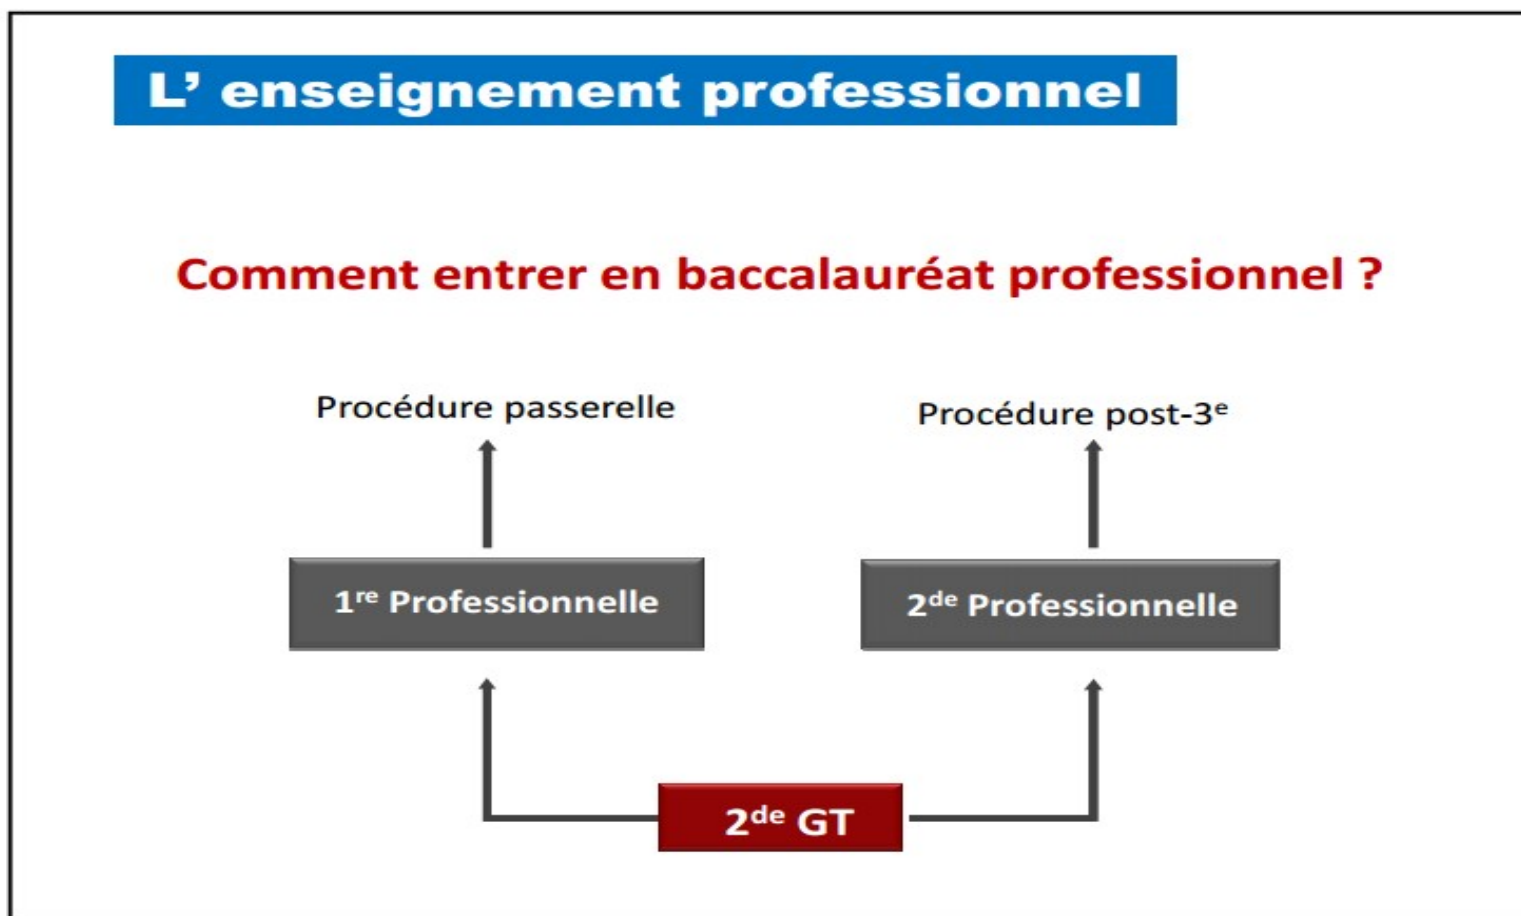 L’ enseignement professionnel
Comment entrer en baccalauréat professionnel ?
Procédure passerelle
Procédure post-3e
1re Professionnelle
2de Professionnelle
2de GT